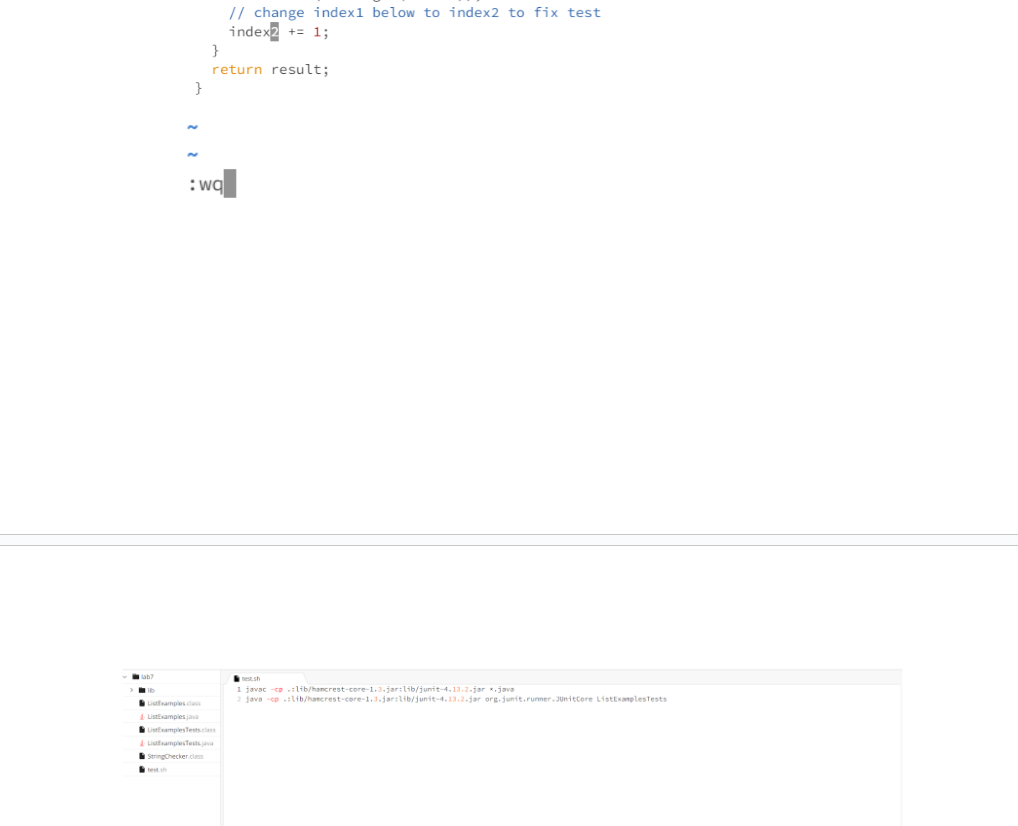 // change index1 below to index2 to fix test
index2 += 1;
}
return result;
}
~
~
:wq
lab7
lib
ListExamples.class
ListExamples.java
ListExamplesTests.class
ListExamplesTests.java
StringChecker.class
test.sh
test.sh
1 javac -cp .:lib/hamcrest-core-1.3.jar:lib/junit-4.13.2.jar *.java
2 java -cp .:lib/hamcrest-core-1.3.jar:lib/junit-4.13.2.jar org.junit.runner.JUnitCore ListExamplesTests